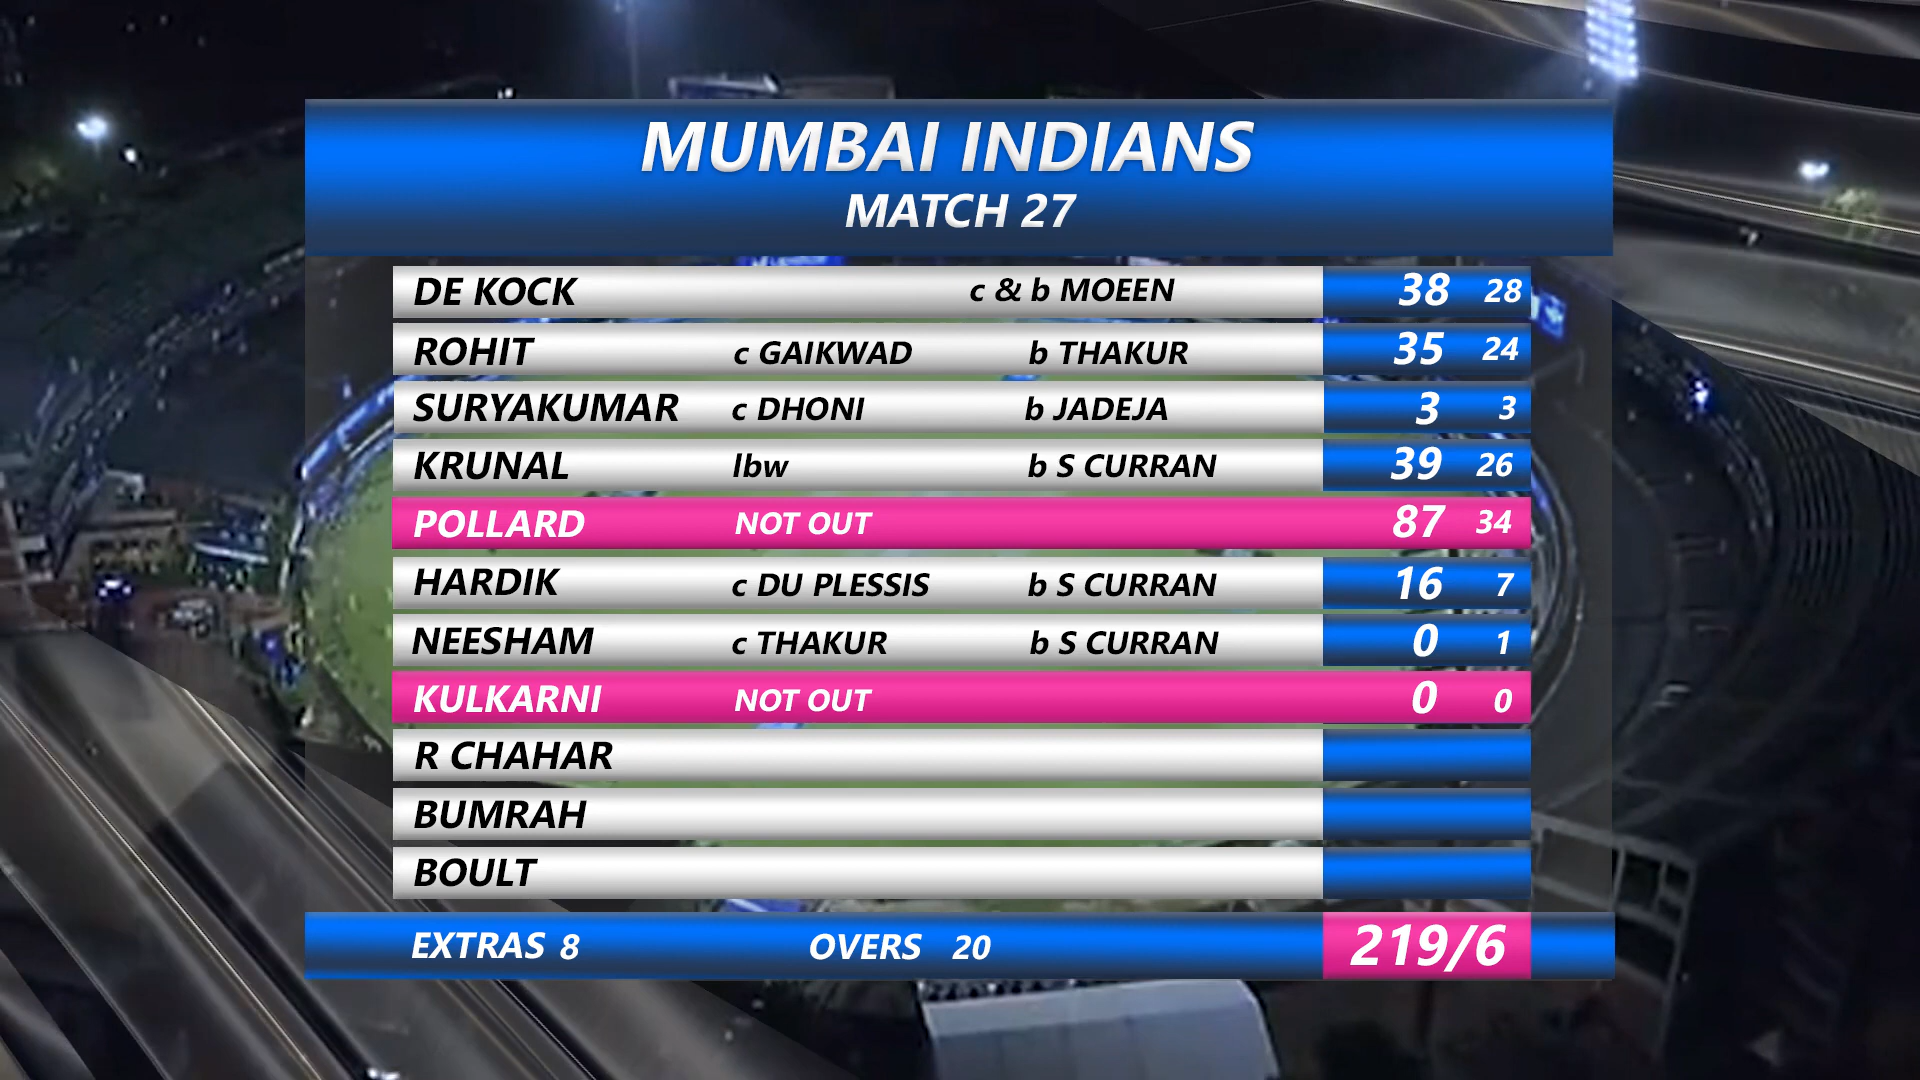 MUMBAI INDIANS
MATCH 27
DE KOCK c & b MOEEN 38 28
ROHIT c GAIKWAD b THAKUR 35 24
SURYAKUMAR c DHONI b JADEJA 3 3
KRUNAL lbw b S CURRAN 39 26
POLLARD NOT OUT 87 34
HARDIK c DU PLESSIS b S CURRAN 16 7
NEESHAM c THAKUR b S CURRAN 0 1
KULKARNI NOT OUT 0 0
R CHAHAR
BUMRAH
BOULT
EXTRAS 8 OVERS 20 219/6